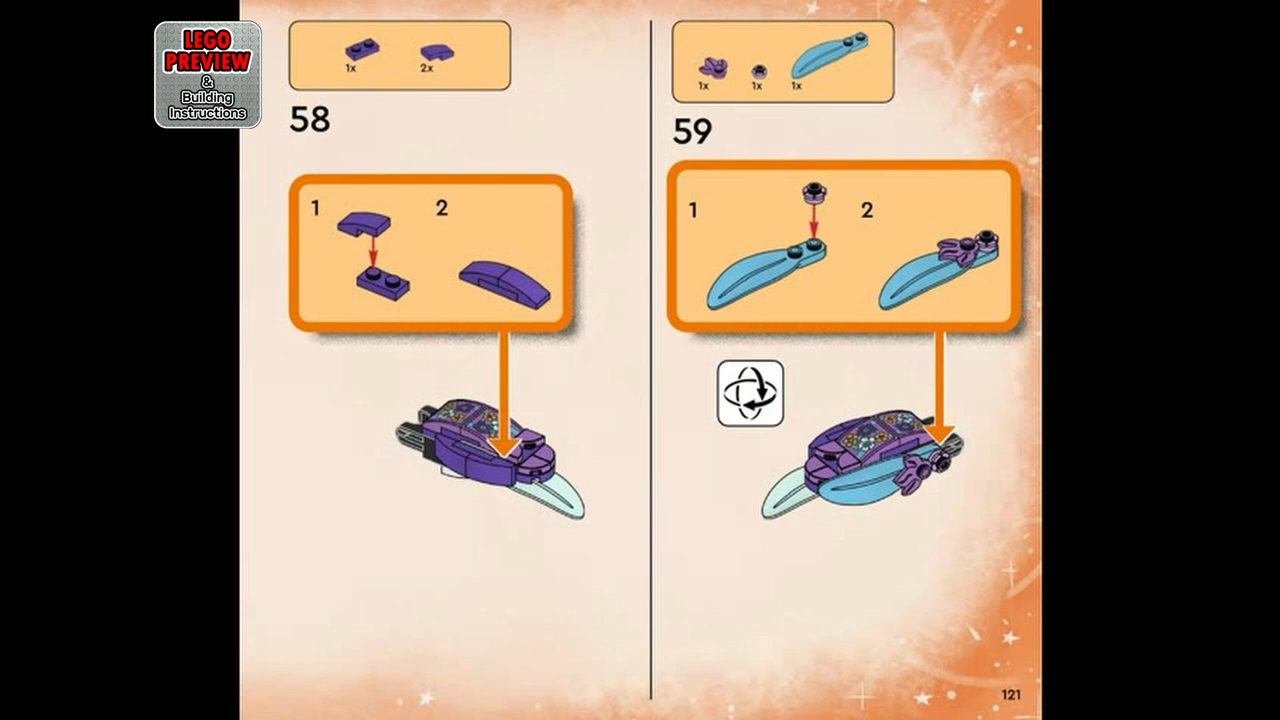 LEGO
PREVIEW
&
Building
Instructions
1x 2x
58
1 2
1x 1x 1x
59
1 2
121